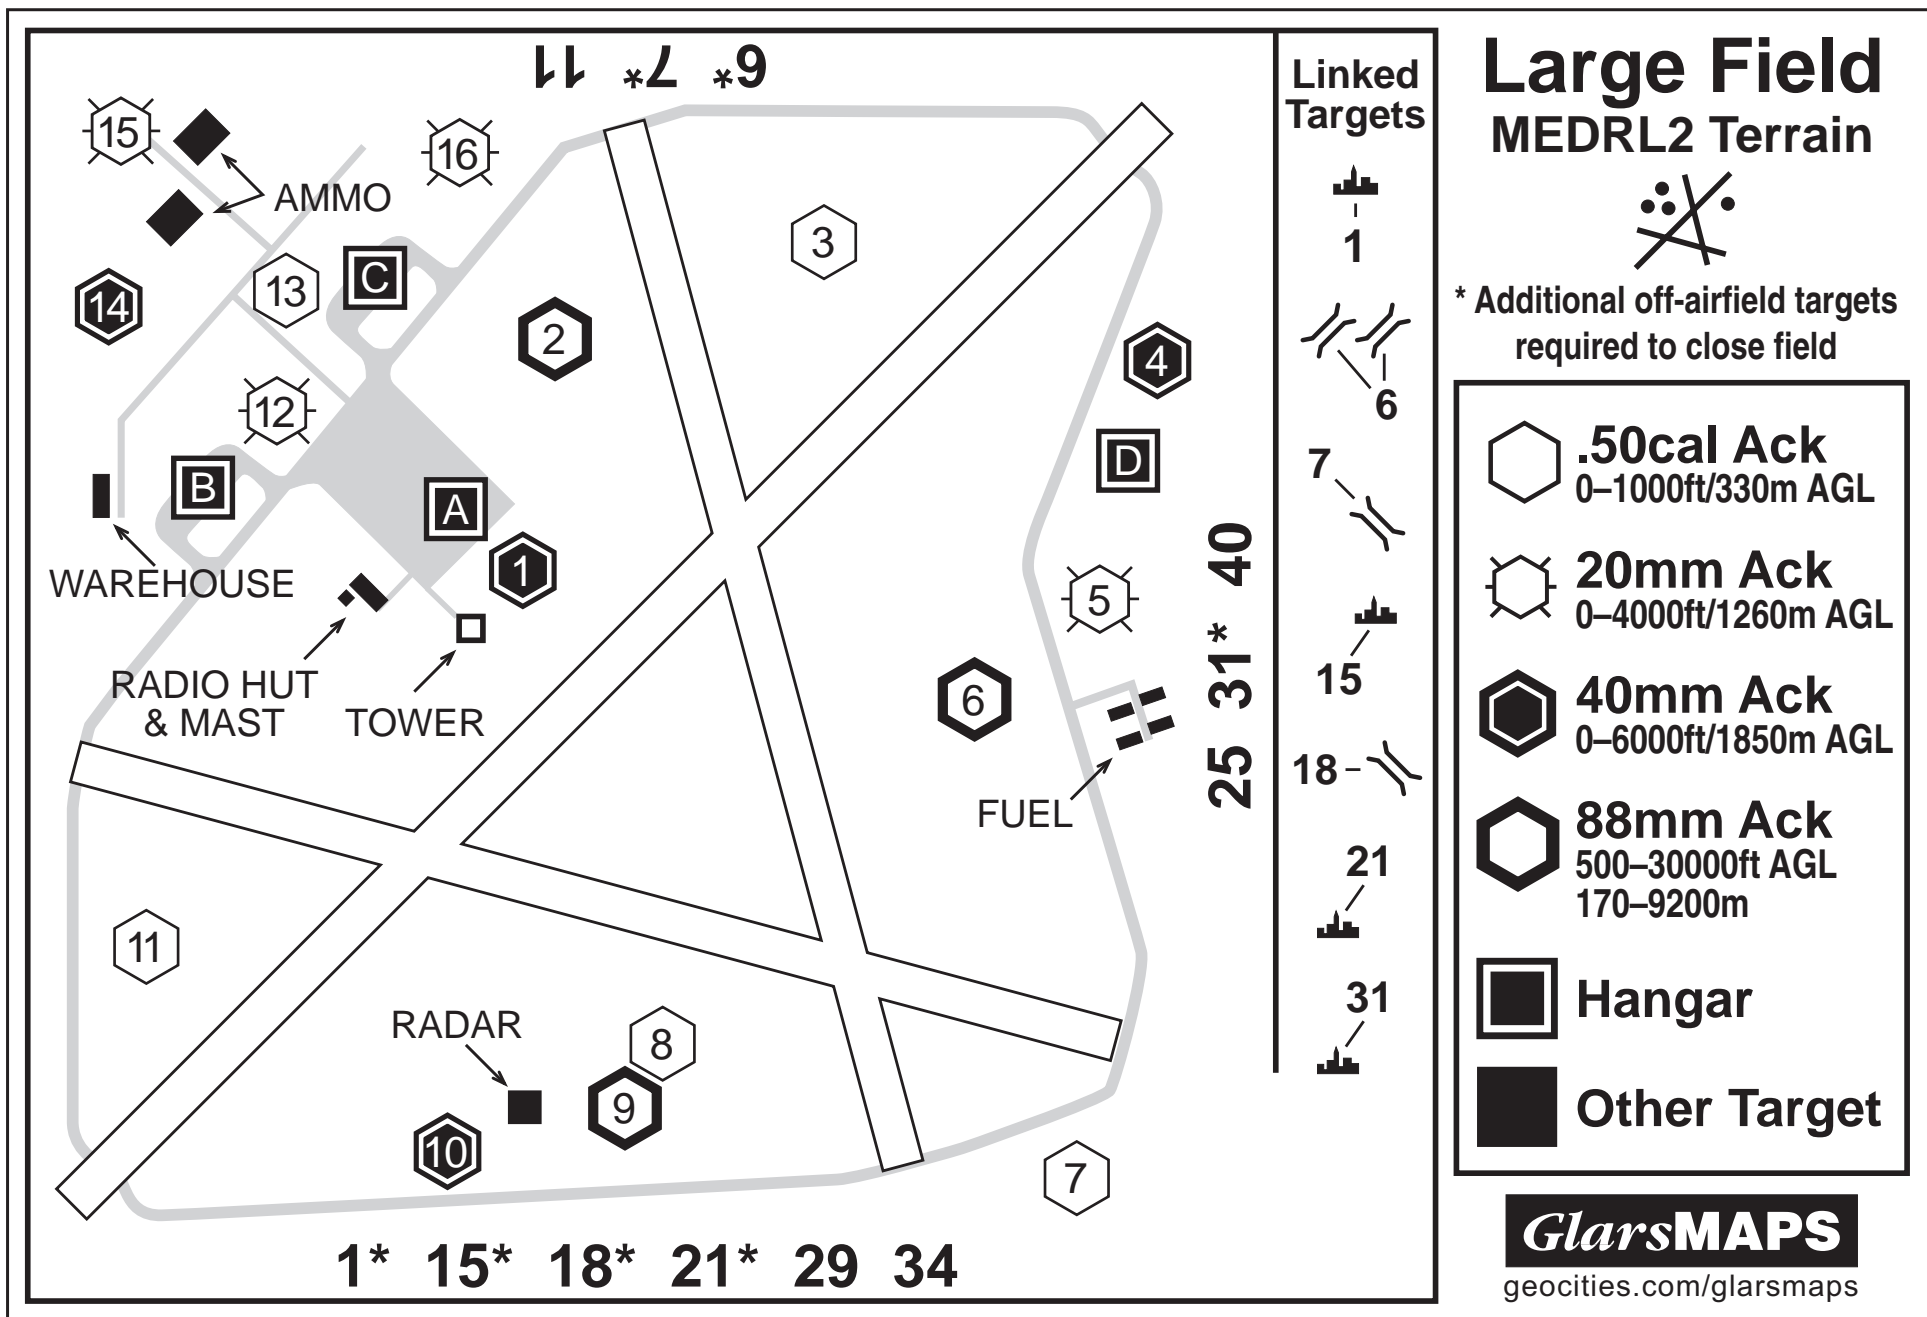 11 *7* *6
15
16
AMMO
3
13
C
14
2
4
12
D
B
A
1
WAREHOUSE
5
RADIO HUT
& MAST
TOWER
6
FUEL
25 31* 40
11
RADAR
8
9
10
7
1* 15* 18* 21* 29 34
Linked
Targets
1
6
7
15
18
21
31
Large Field
MEDRL2 Terrain
* Additional off-airfield targets
required to close field
.50cal Ack
0–1000ft/330m AGL
20mm Ack
0–4000ft/1260m AGL
40mm Ack
0–6000ft/1850m AGL
88mm Ack
500–30000ft AGL
170–9200m
Hangar
Other Target
GlarsMAPS
geocities.com/glarsmaps